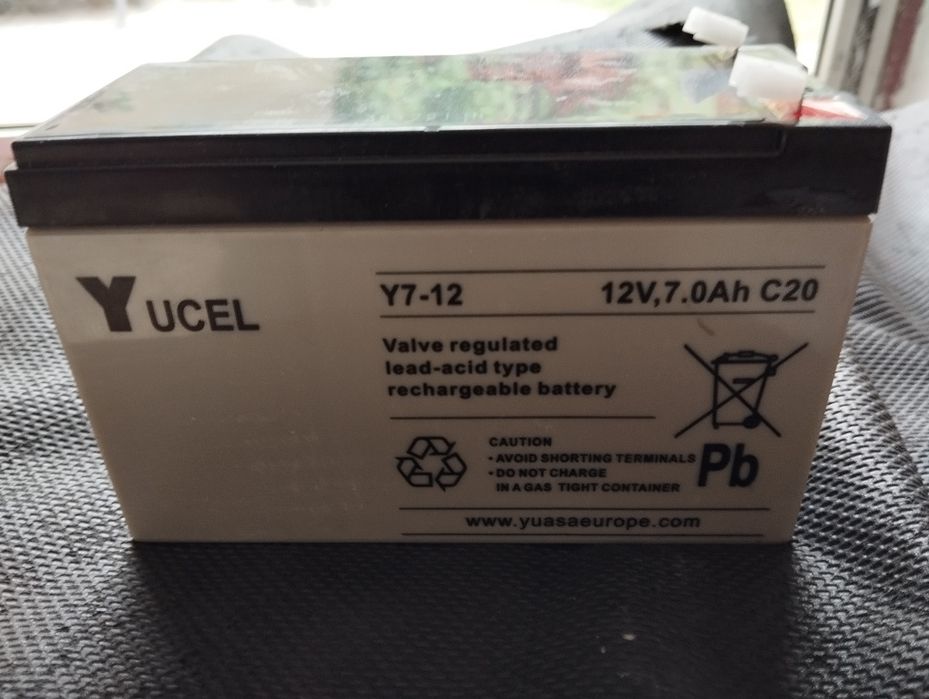 YUCEL
Y7-12 12V,7.0Ah C20
Valve regulated
lead-acid type
rechargeable battery
CAUTION
• AVOID SHORTING TERMINALS
• DO NOT CHARGE
IN A GAS TIGHT CONTAINER
Pb
www.yuasaeurope.com